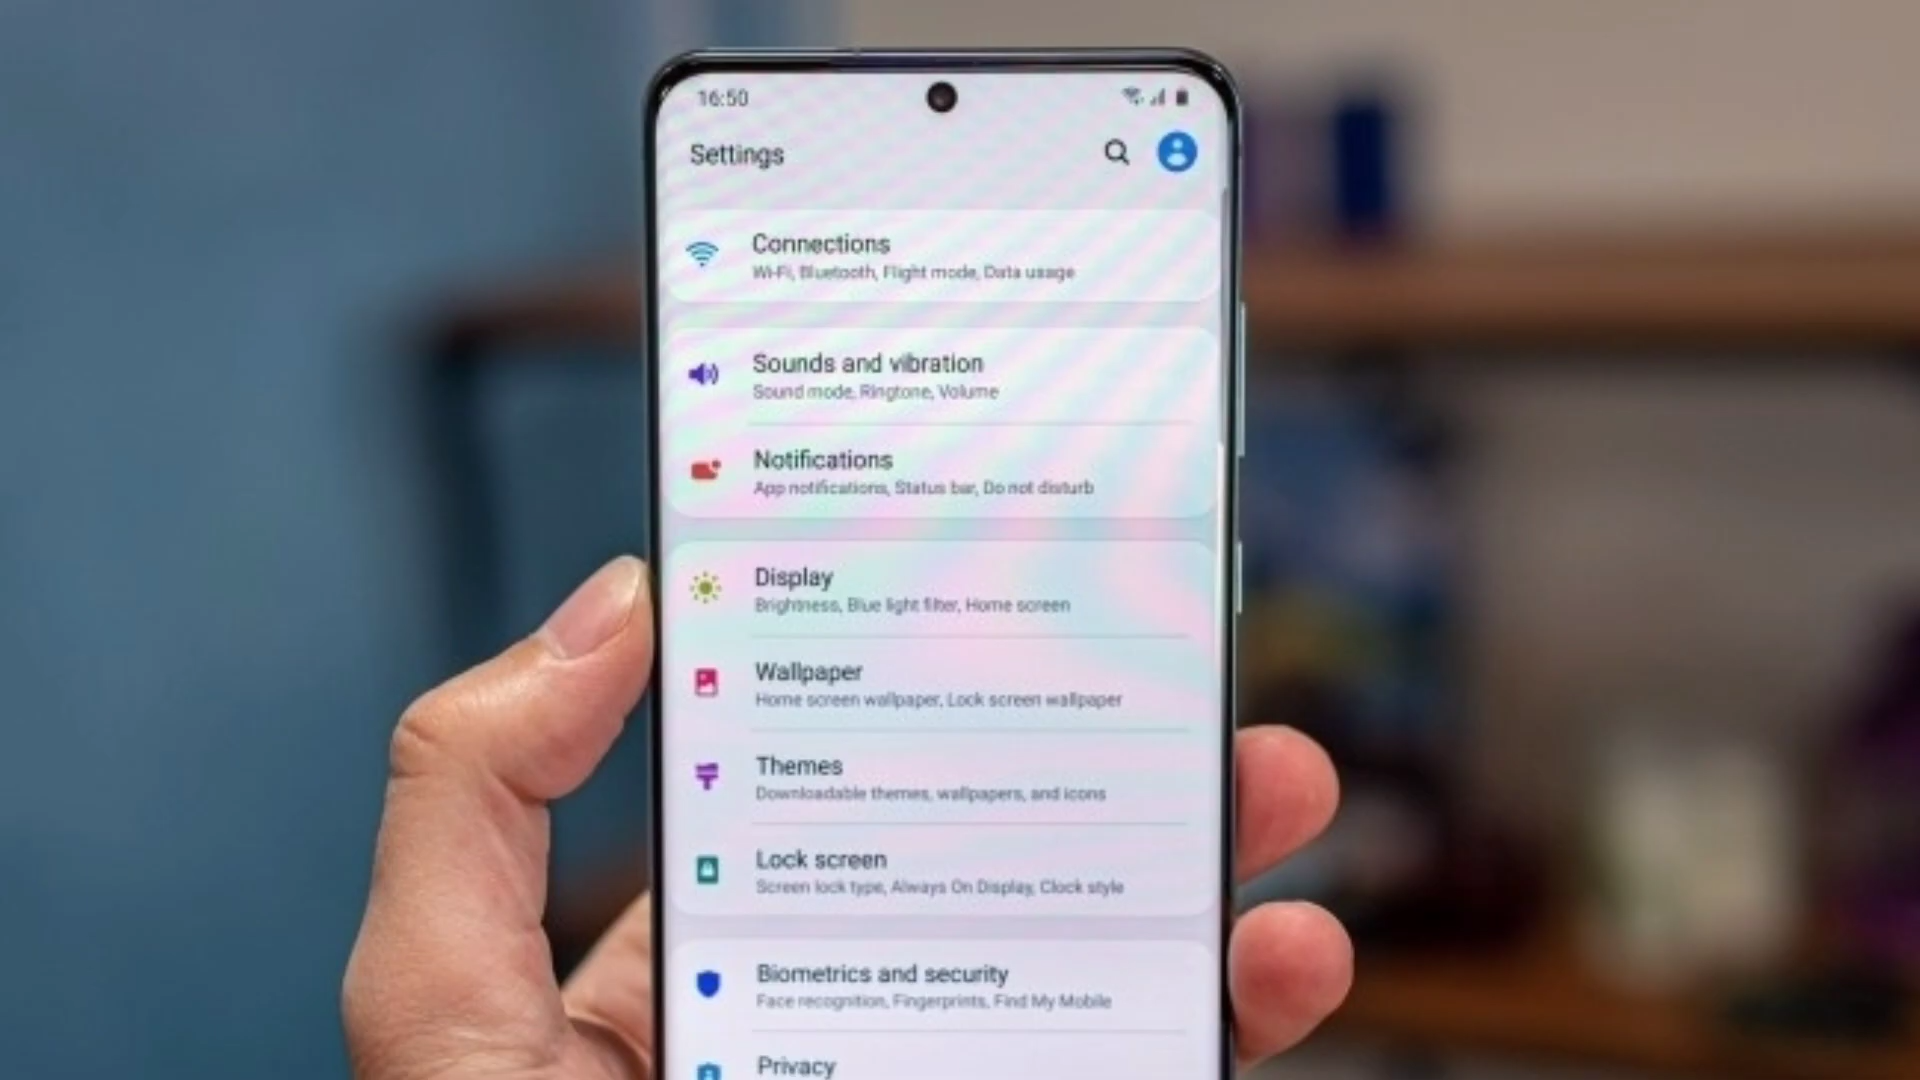 16:50
Settings
Connections
Wi-Fi, Bluetooth, Flight mode, Data usage
Sounds and vibration
Sound mode, Ringtone, Volume
Notifications
App notifications, Status bar, Do not disturb
Display
Brightness, Blue light filter, Home screen
Wallpaper
Home screen wallpaper, Lock screen wallpaper
Themes
Downloadable themes, wallpapers, and icons
Lock screen
Screen lock type, Always On Display, Clock style
Biometrics and security
Face recognition, Fingerprints, Find My Mobile
Privacy